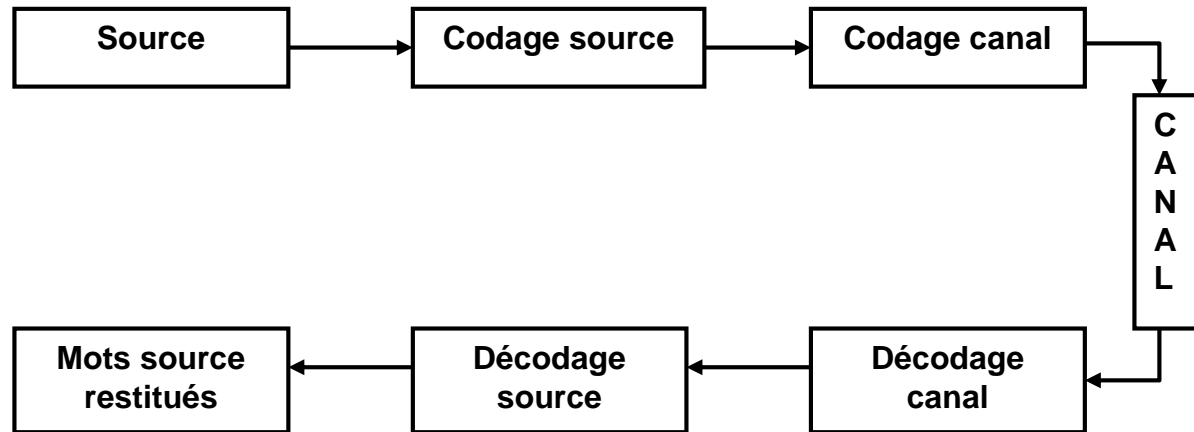 Source
Codage source
Codage canal
C
A
N
A
L
Mots source
restitués
Décodage
source
Décodage
canal